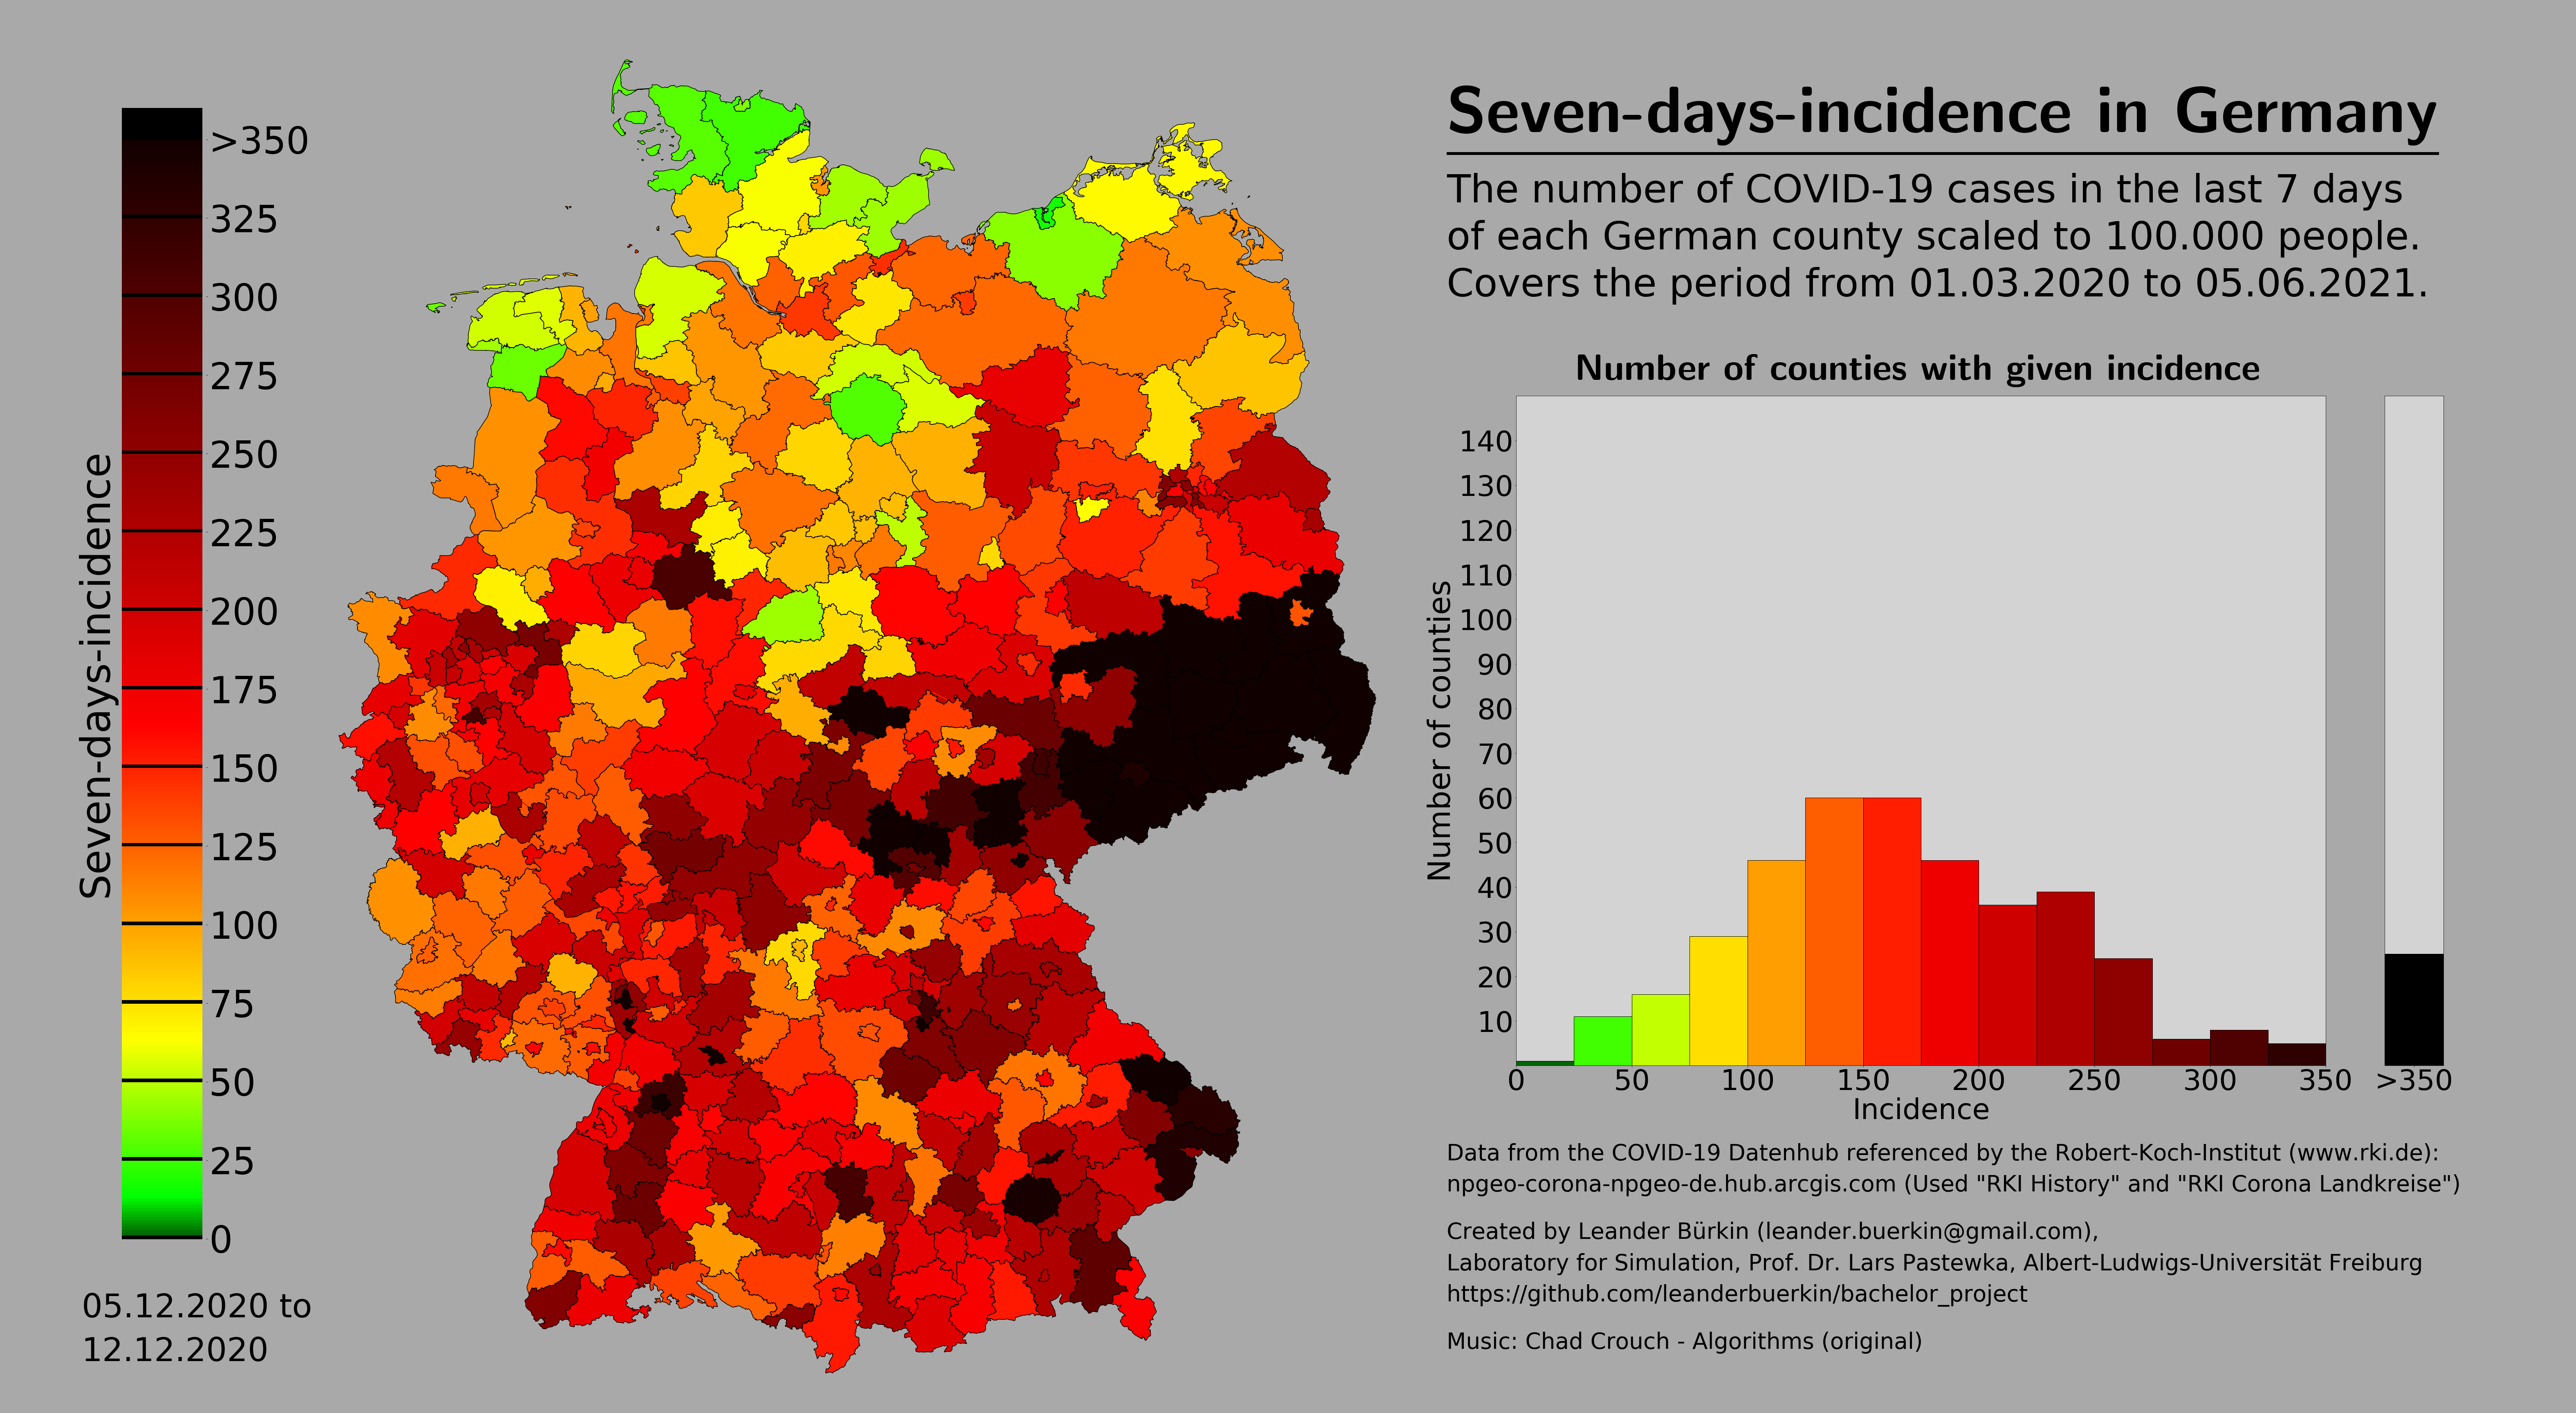 Seven-days-incidence in Germany
The number of COVID-19 cases in the last 7 days
of each German county scaled to 100.000 people.
Covers the period from 01.03.2020 to 05.06.2021.
Seven-days-incidence
>350
325
300
275
250
225
200
175
150
125
100
75
50
25
0
05.12.2020 to
12.12.2020
Number of counties with given incidence
Number of counties
140
130
120
110
100
90
80
70
60
50
40
30
20
10
0 50 100 150 200 250 300 350 >350
Incidence
Data from the COVID-19 Datenhub referenced by the Robert-Koch-Institut (www.rki.de):
npgeo-corona-npgeo-de.hub.arcgis.com (Used "RKI History" and "RKI Corona Landkreise")
Created by Leander Bürkin (leander.buerkin@gmail.com),
Laboratory for Simulation, Prof. Dr. Lars Pastewka, Albert-Ludwigs-Universität Freiburg
https://github.com/leanderbuerkin/bachelor_project
Music: Chad Crouch - Algorithms (original)